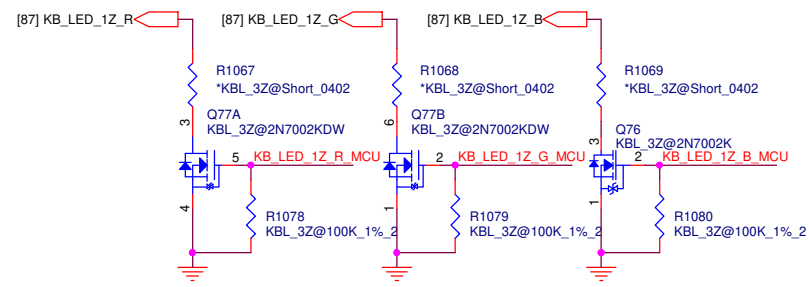 [87] KB_LED_1Z_R [87] KB_LED_1Z_G [87] KB_LED_1Z_B
R1067 R1068 R1069
*KBL_3Z@Short_0402 *KBL_3Z@Short_0402 *KBL_3Z@Short_0402
Q77A Q77B Q76
KBL_3Z@2N7002KDW KBL_3Z@2N7002KDW KBL_3Z@2N7002K
3 6 3
5 KB_LED_1Z_R_MCU 2 KB_LED_1Z_G_MCU 2 KB_LED_1Z_B_MCU
4 1 1
R1078 R1079 R1080
KBL_3Z@100K_1%_2 KBL_3Z@100K_1%_2 KBL_3Z@100K_1%_2